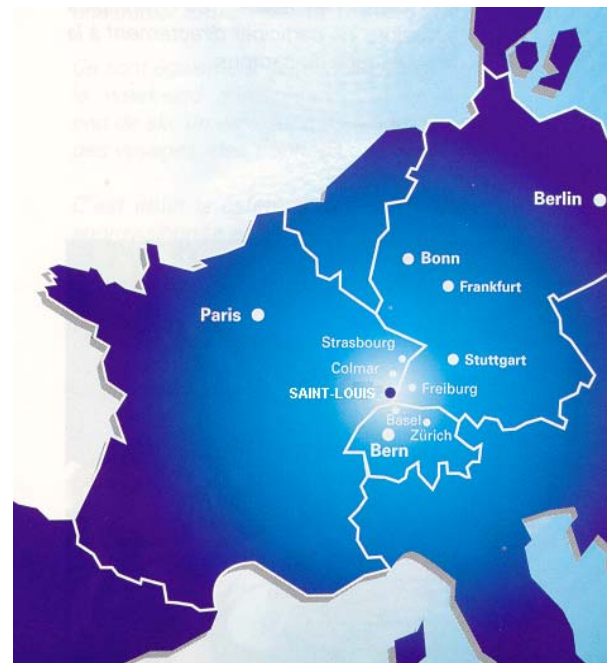 Berlin
Bonn
Frankfurt
Paris
Strasbourg
Colmar
Stuttgart
SAINT-LOUIS
Freiburg
Basel
Zürich
Bern